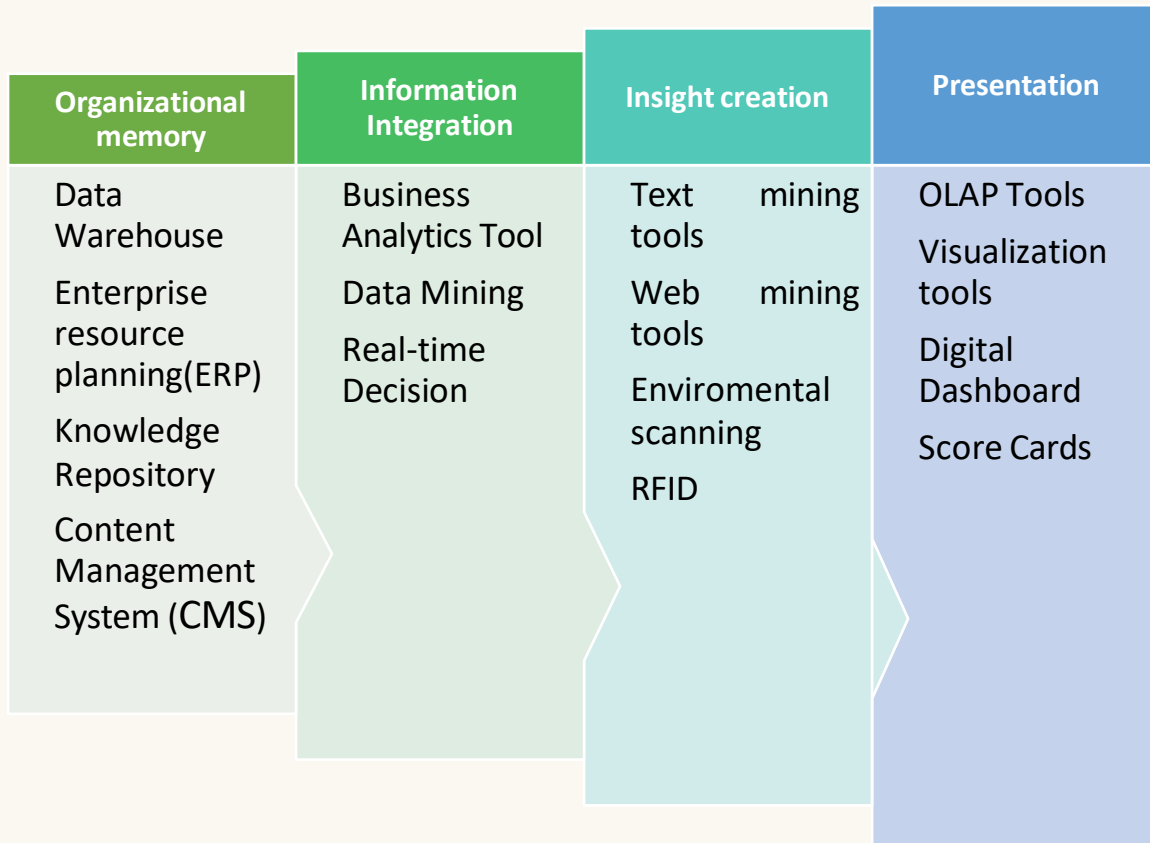 Organizational
memory
Data
Warehouse
Enterprise
resource
planning(ERP)
Knowledge
Repository
Content
Management
System (CMS)
Information
Integration
Business
Analytics Tool
Data Mining
Real-time
Decision
Insight creation
Text mining
tools
Web mining
tools
Enviromental
scanning
RFID
Presentation
OLAP Tools
Visualization
tools
Digital
Dashboard
Score Cards